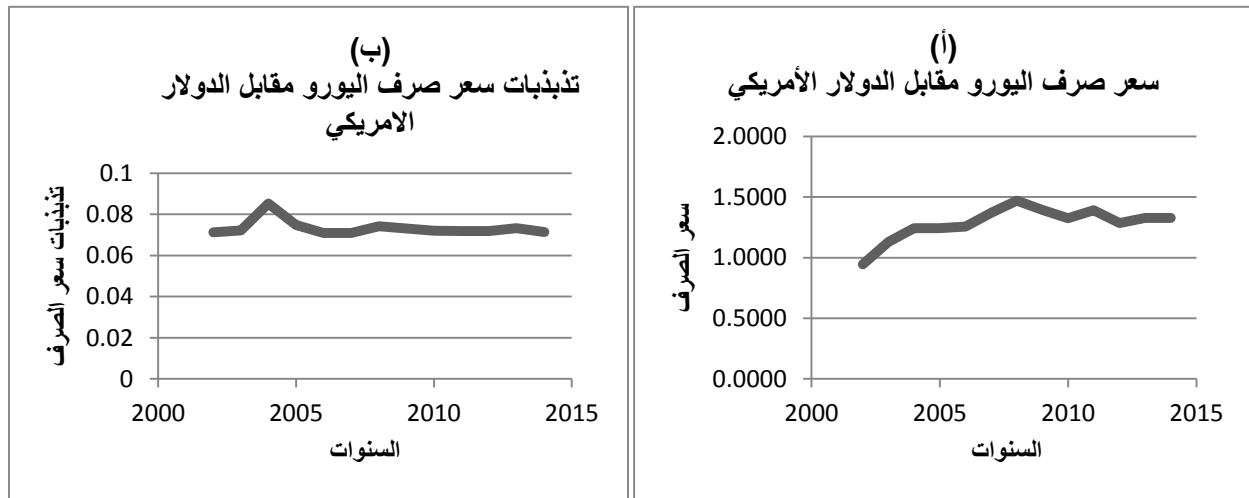 (أ)
سعر صرف اليورو مقابل الدولار الأمريكي
2.0000
1.5000
1.0000
0.5000
0.0000
سعر الصرف
2000 2005 2010 2015
السنوات
(ب)
تذبذبات سعر صرف اليورو مقابل الدولار
الامريكي
0.1
0.08
0.06
0.04
0.02
0
تذبذبات سعر الصرف
2000 2005 2010 2015
السنوات